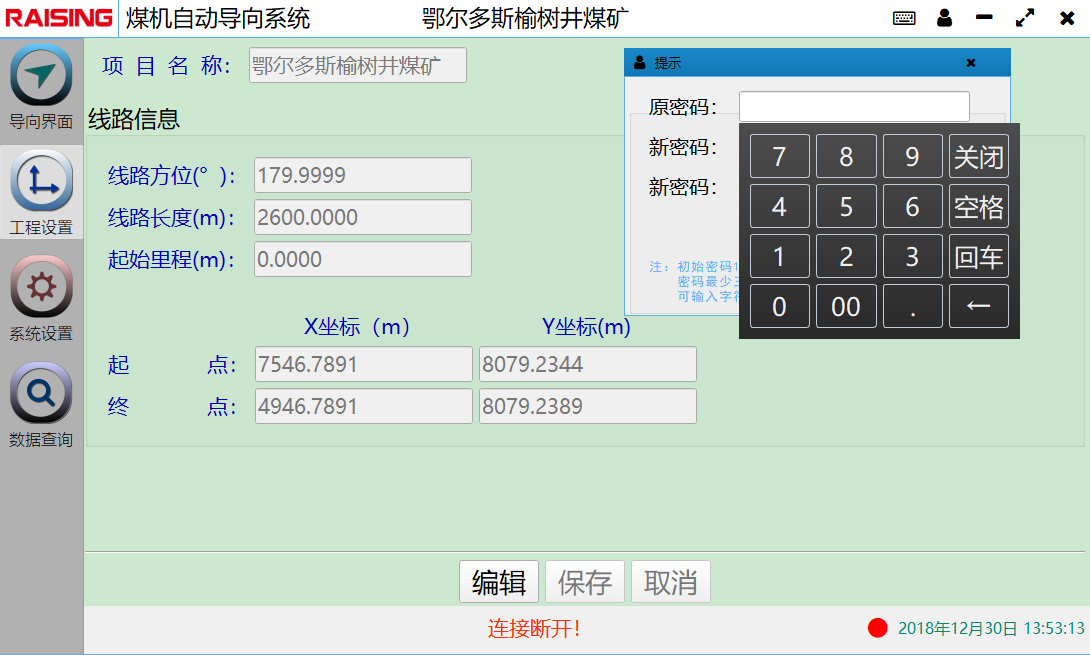 RAISING 煤机自动导向系统 鄂尔多斯榆树井煤矿
导向界面
工程设置
系统设置
数据查询
项 目 名 称: 鄂尔多斯榆树井煤矿
线路信息
线路方位(° ): 179.9999
线路长度(m): 2600.0000
起始里程(m): 0.0000
X坐标（m） Y坐标(m)
起 点: 7546.7891 8079.2344
终 点: 4946.7891 8079.2389
提示
原密码:
新密码:
新密码:
注: 初始密码
密码最少
可输入字
7 8 9 关闭
4 5 6 空格
1 2 3 回车
0 00 . ←
编辑 保存 取消
连接断开! 2018年12月30日 13:53:13